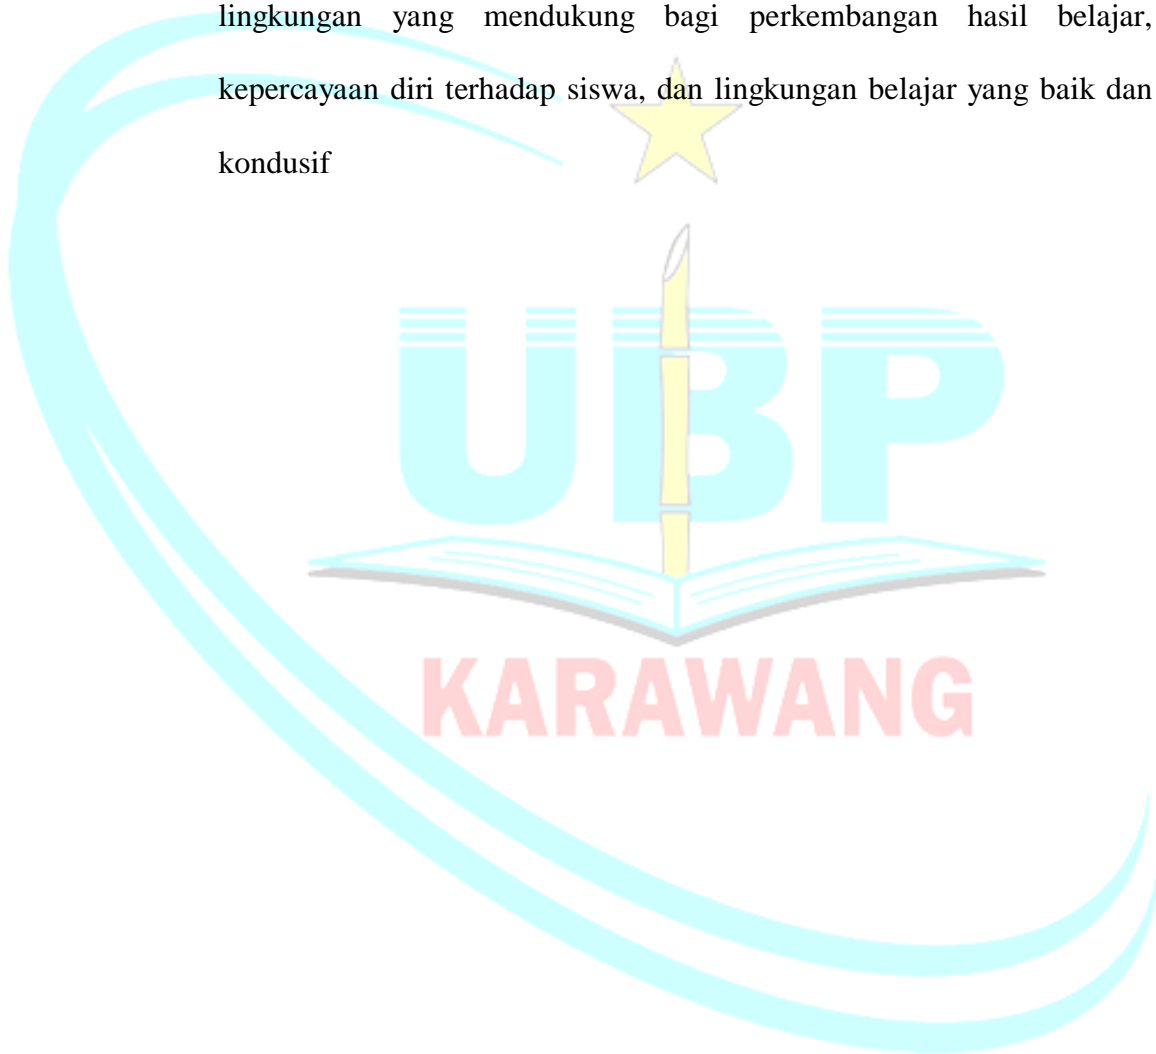 lingkungan yang mendukung bagi perkembangan hasil belajar,
kepercayaan diri terhadap siswa, dan lingkungan belajar yang baik dan
kondusif
UBP
KARAWANG